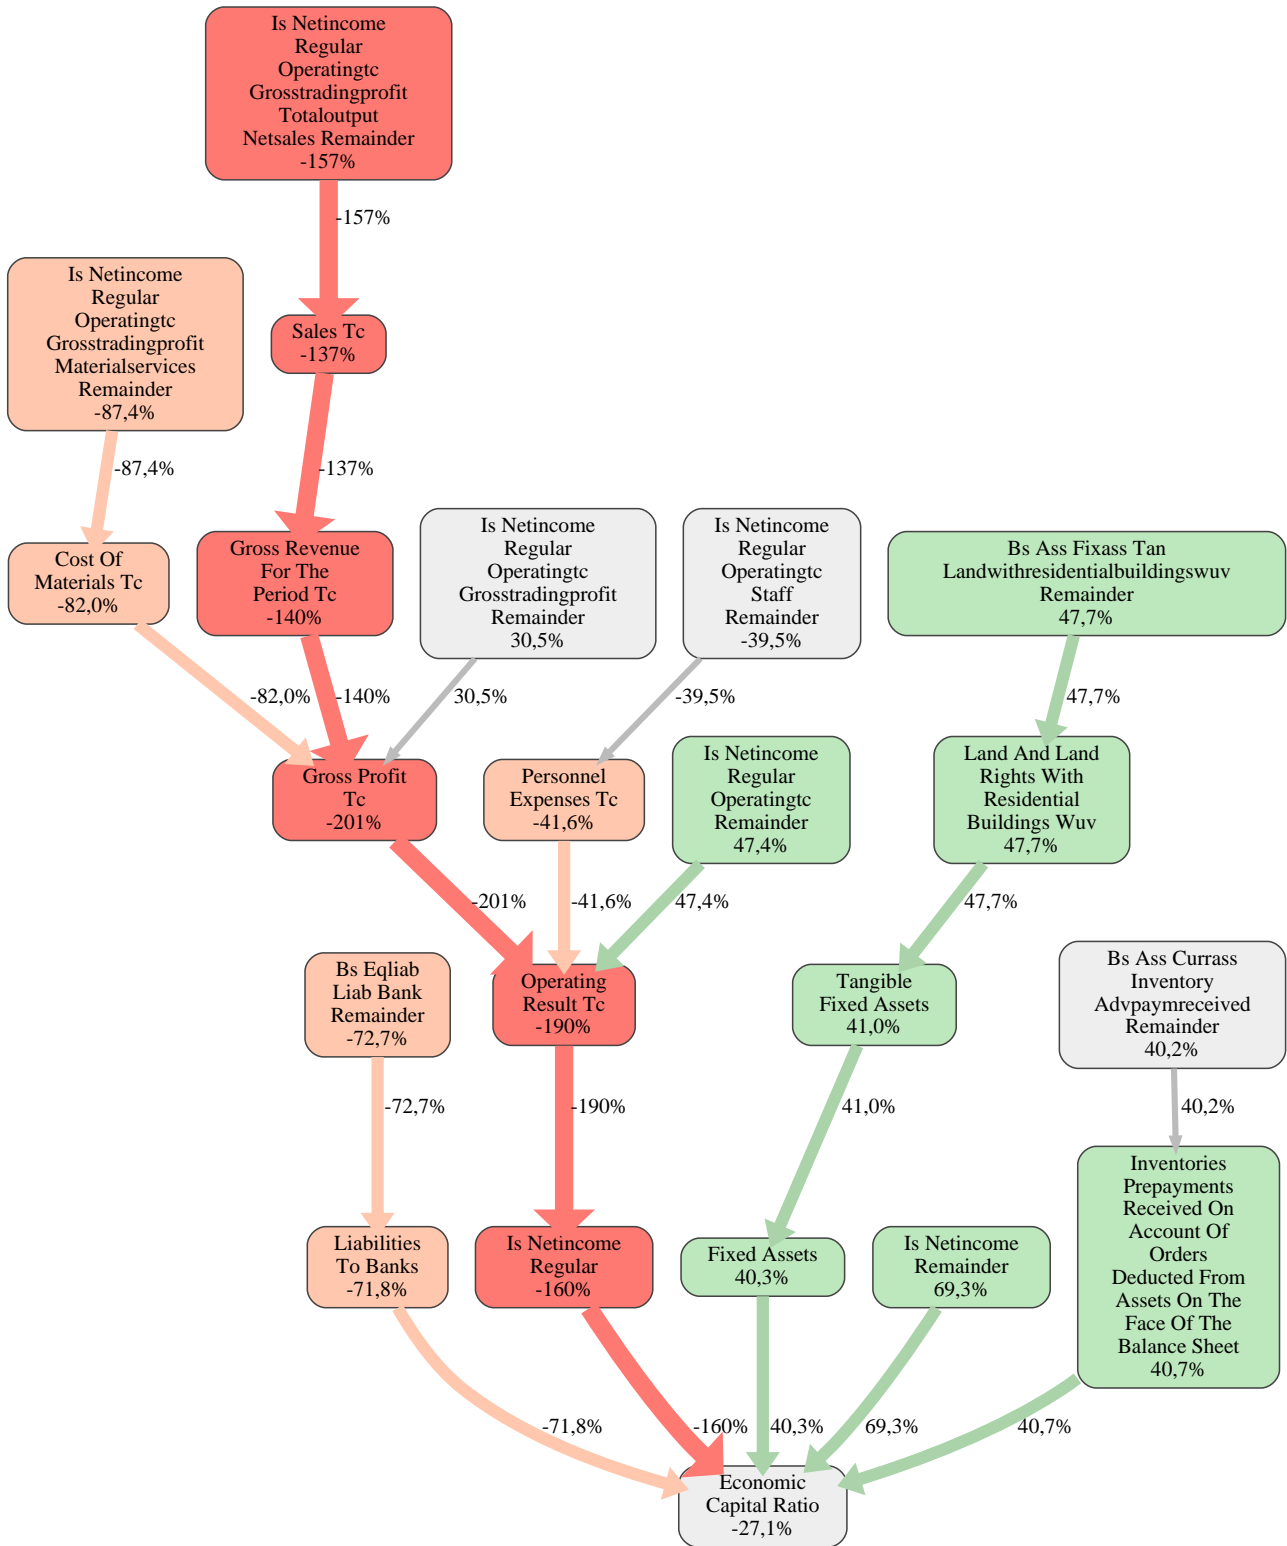 Is Netincome
Regular
Operatingtc
Grosstradingprofit
Totaloutput
Netsales Remainder
-157%
-157%
Is Netincome
Regular
Operatingtc
Grosstradingprofit
Materialservices
Remainder
-87,4%
Sales Tc
-137%
-87,4%
-137%
Cost Of
Materials Tc
-82,0%
Gross Revenue
For The
Period Tc
-140%
Is Netincome
Regular
Operatingtc
Grosstradingprofit
Remainder
30,5%
Is Netincome
Regular
Operatingtc
Staff
Remainder
-39,5%
Bs Ass Fixass Tan
Landwithresidentialbuildingswuv
Remainder
47,7%
-82,0%
-140%
30,5%
-39,5%
47,7%
Gross Profit
Tc
-201%
Personnel
Expenses Tc
-41,6%
Is Netincome
Regular
Operatingtc
Remainder
47,4%
Land And Land
Rights With
Residential
Buildings Wuv
47,7%
-201%
-41,6%
47,4%
47,7%
Bs Eqliab
Liab Bank
Remainder
-72,7%
Operating
Result Tc
-190%
Tangible
Fixed Assets
41,0%
Bs Ass Currass
Inventory
Advpaymreceived
Remainder
40,2%
-72,7%
-190%
41,0%
40,2%
Liabilities
To Banks
-71,8%
Is Netincome
Regular
-160%
Fixed Assets
40,3%
Is Netincome
Remainder
69,3%
Inventories
Prepayments
Received On
Account Of
Orders
Deducted From
Assets On The
Face Of The
Balance Sheet
40,7%
-71,8%
-160%
40,3%
69,3%
40,7%
Economic
Capital Ratio
-27,1%